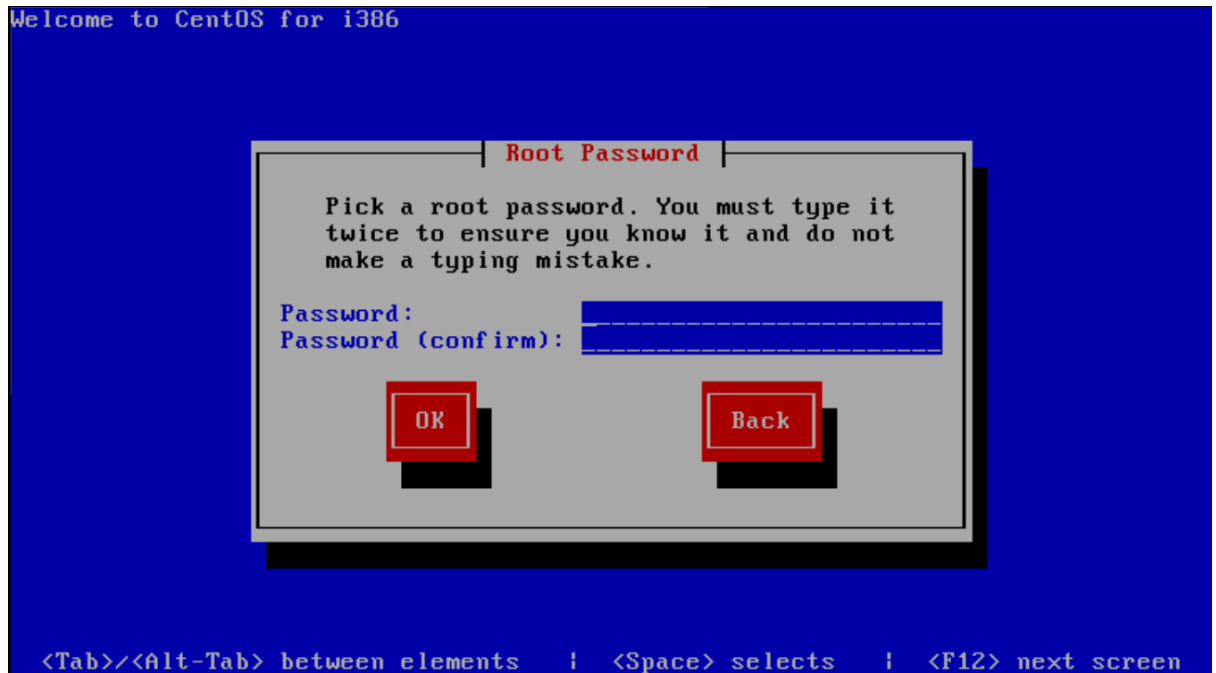 Welcome to CentOS for i386
Root Password
Pick a root password. You must type it
twice to ensure you know it and do not
make a typing mistake.
Password:
Password (confirm):
OK Back
<Tab>/<Alt-Tab> between elements | <Space> selects | <F12> next screen